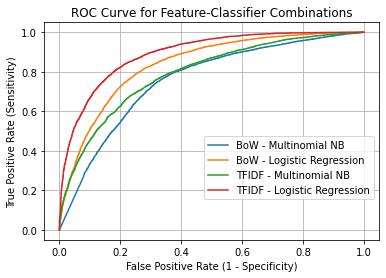 ROC Curve for Feature-Classifier Combinations
True Positive Rate (Sensitivity)
1.0
0.8
0.6
0.4
0.2
0.0
BoW - Multinomial NB
BoW - Logistic Regression
TFIDF - Multinomial NB
TFIDF - Logistic Regression
0.0 0.2 0.4 0.6 0.8 1.0
False Positive Rate (1 - Specificity)